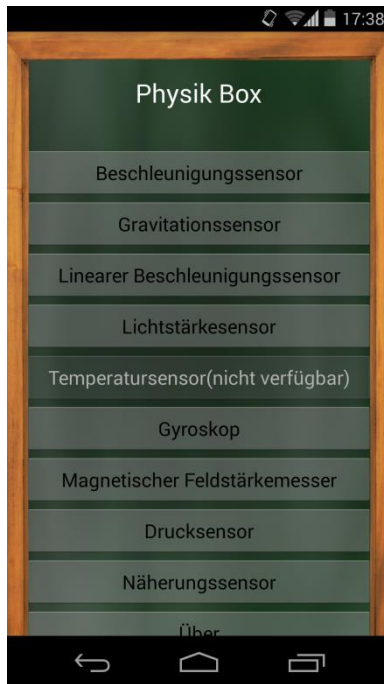 17:38
Physik Box
Beschleunigungssensor
Gravitationssensor
Linearer Beschleunigungssensor
Lichtstärkesensor
Temperatursensor(nicht verfügbar)
Gyroskop
Magnetischer Feldstärkemesser
Drucksensor
Näherungssensor
Über